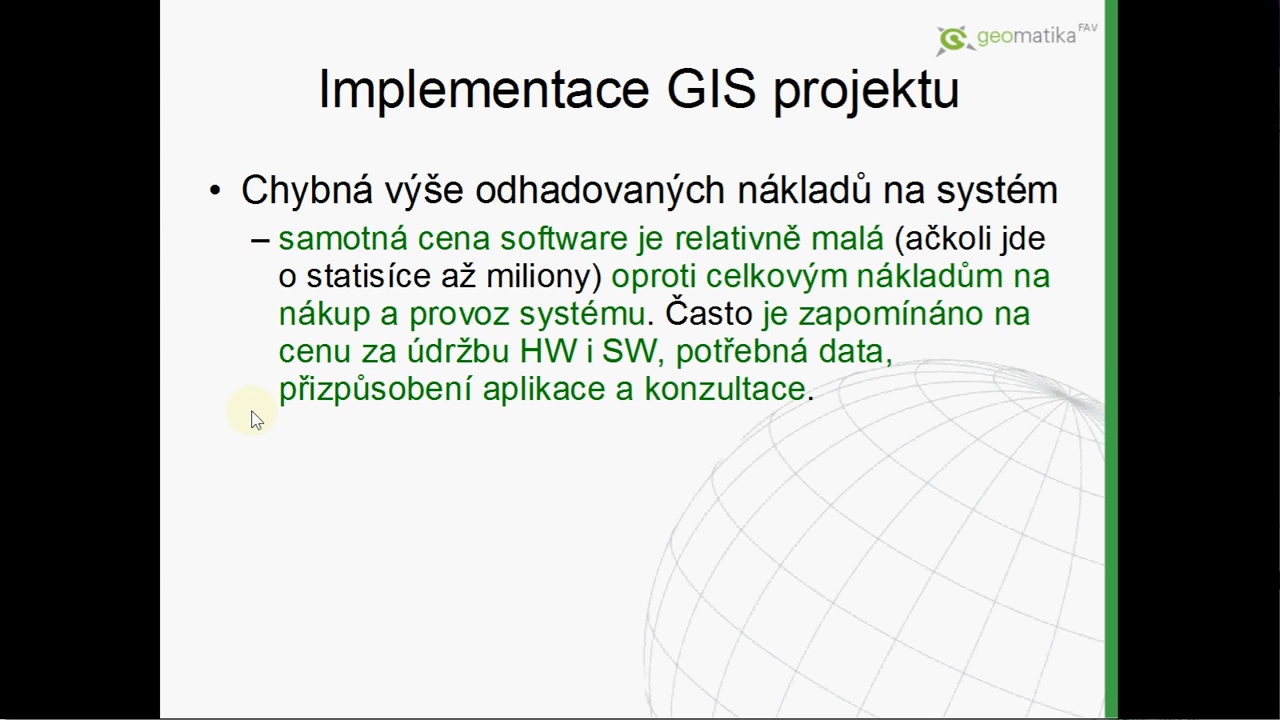 geomatika FAV
Implementace GIS projektu
• Chybná výše odhadovaných nákladů na systém
– samotná cena software je relativně malá (ačkoli jde
o statisíce až miliony) oproti celkovým nákladům na
nákup a provoz systému. Často je zapomínáno na
cenu za údržbu HW i SW, potřebná data,
přizpůsobení aplikace a konzultace.